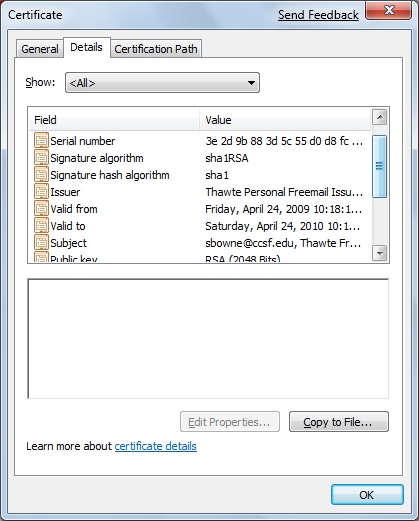 Certificate Send Feedback
General Details Certification Path
Show: <All>
Field Value
Serial number 3e 2d 9b 88 3d 5c 55 d0 d8 fc ...
Signature algorithm sha1RSA
Signature hash algorithm sha1
Issuer Thawte Personal Freemail Issu...
Valid from Friday, April 24, 2009 10:18:1...
Valid to Saturday, April 24, 2010 10:1...
Subject sbowne@ccsf.edu, Thawte Fr...
Public key RSA (2048 Bits)
Edit Properties... Copy to File...
Learn more about certificate details
OK